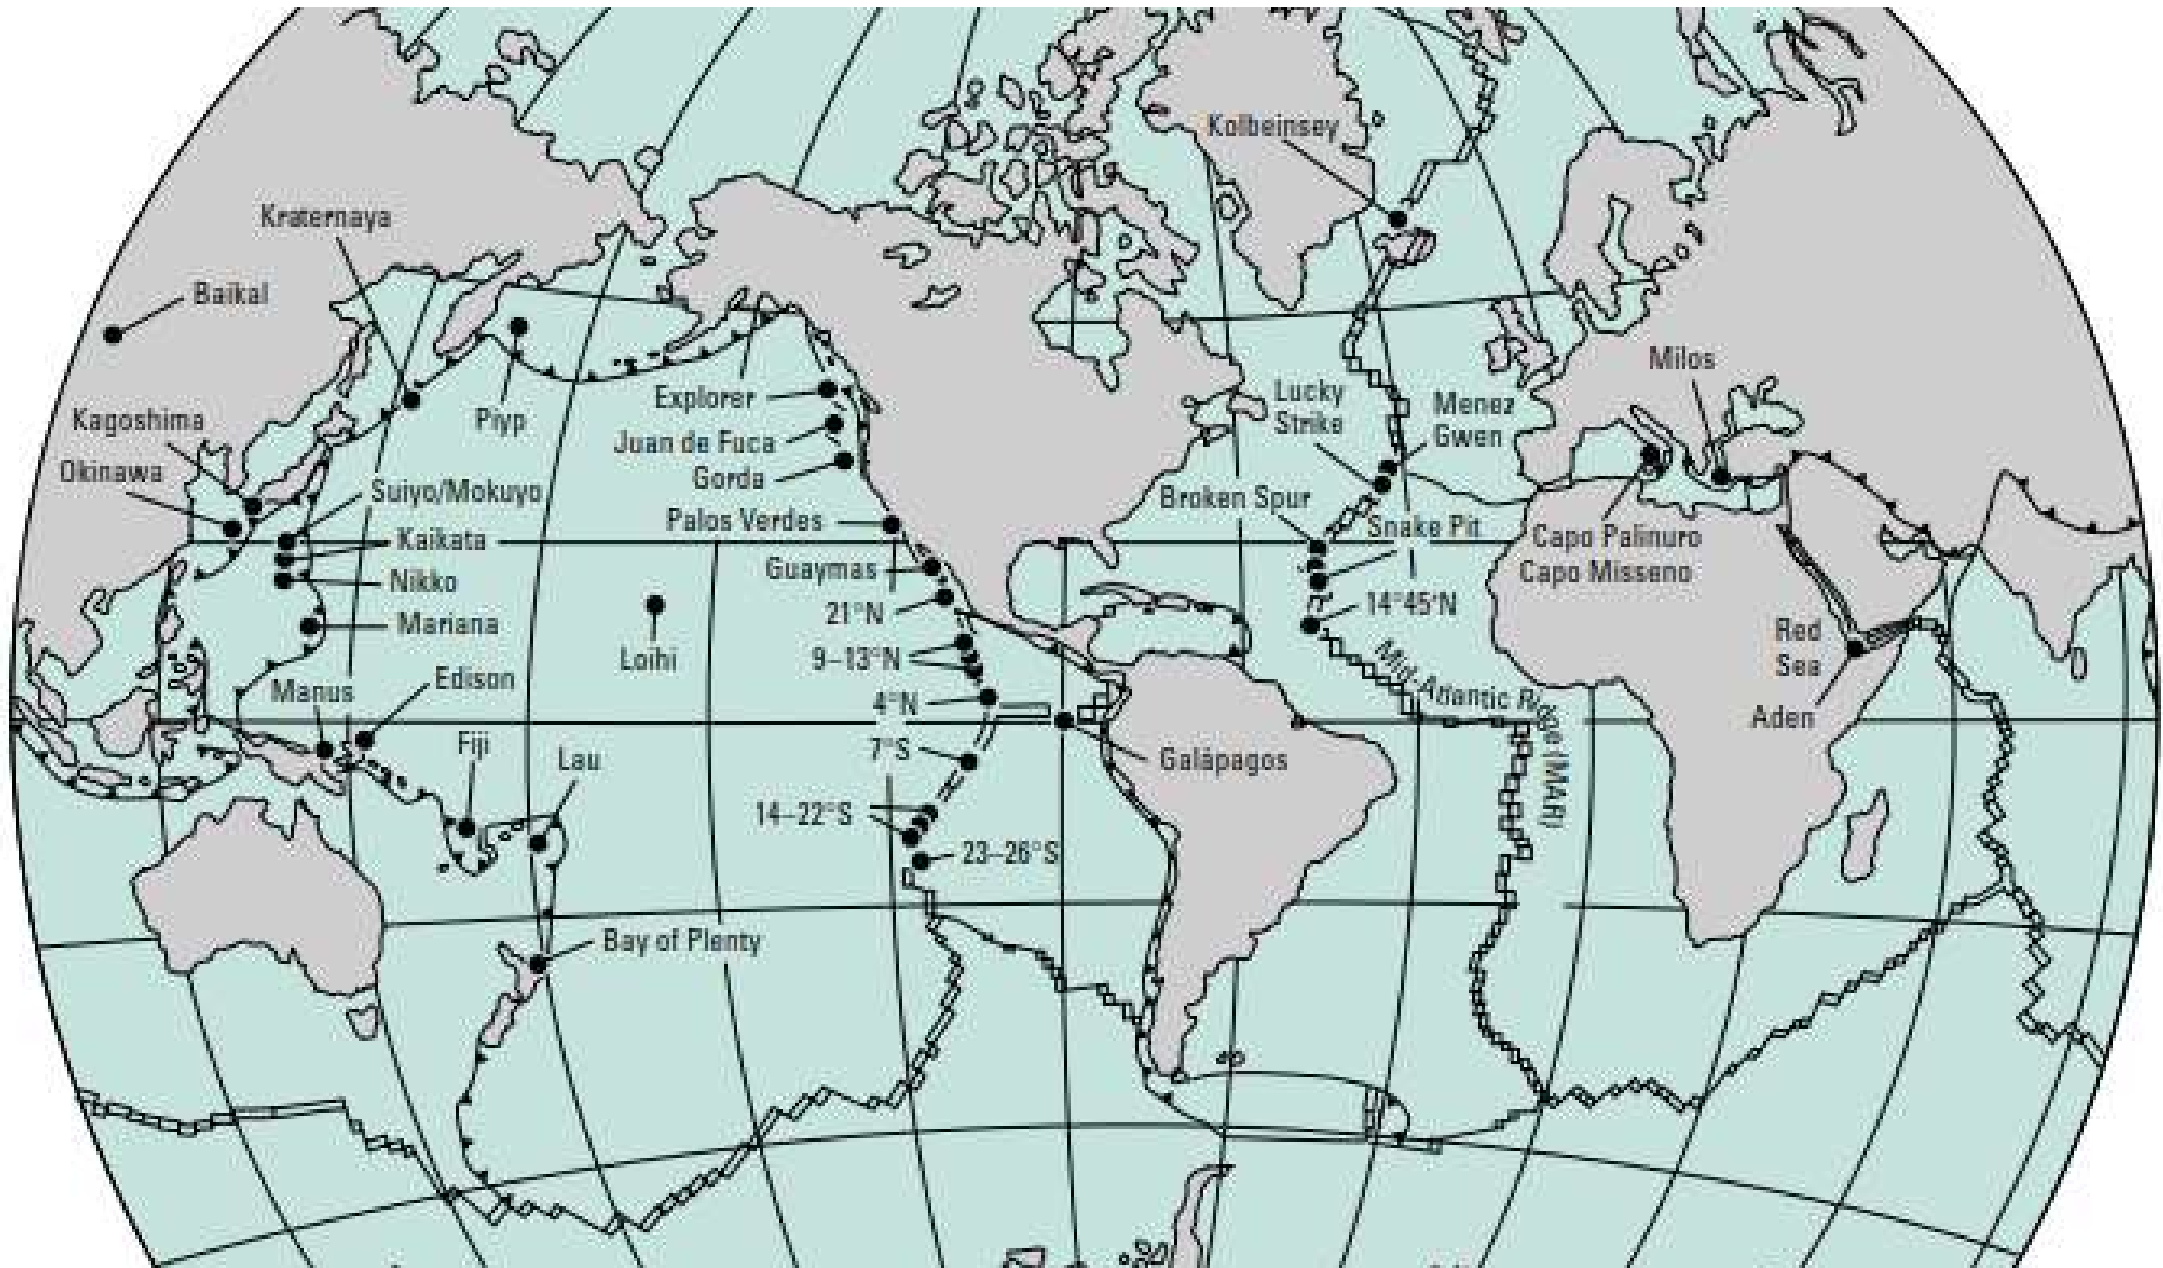 Kolbeinsey
Kraternaya
Baikal
Milos
Explorer
Lucky
Strike
Menez
Gwen
Kagoshima
Piyp
Juan de Fuca
Okinawa
Gorda
Suiyo/Mokuyo
Broken Spur
Palos Verdes
Snake Pit
Kaikata
Capo Palinuro
Capo Misseno
Guaymas
Nikko
21°N
14°45'N
Mariana
Red
Sea
Loihi
9–13°N
Edison
Manus
4°N
Mid-Atlantic Ridge (MAR)
Aden
Fiji
Lau
7°S
Galápagos
14–22°S
23–26°S
Bay of Plenty